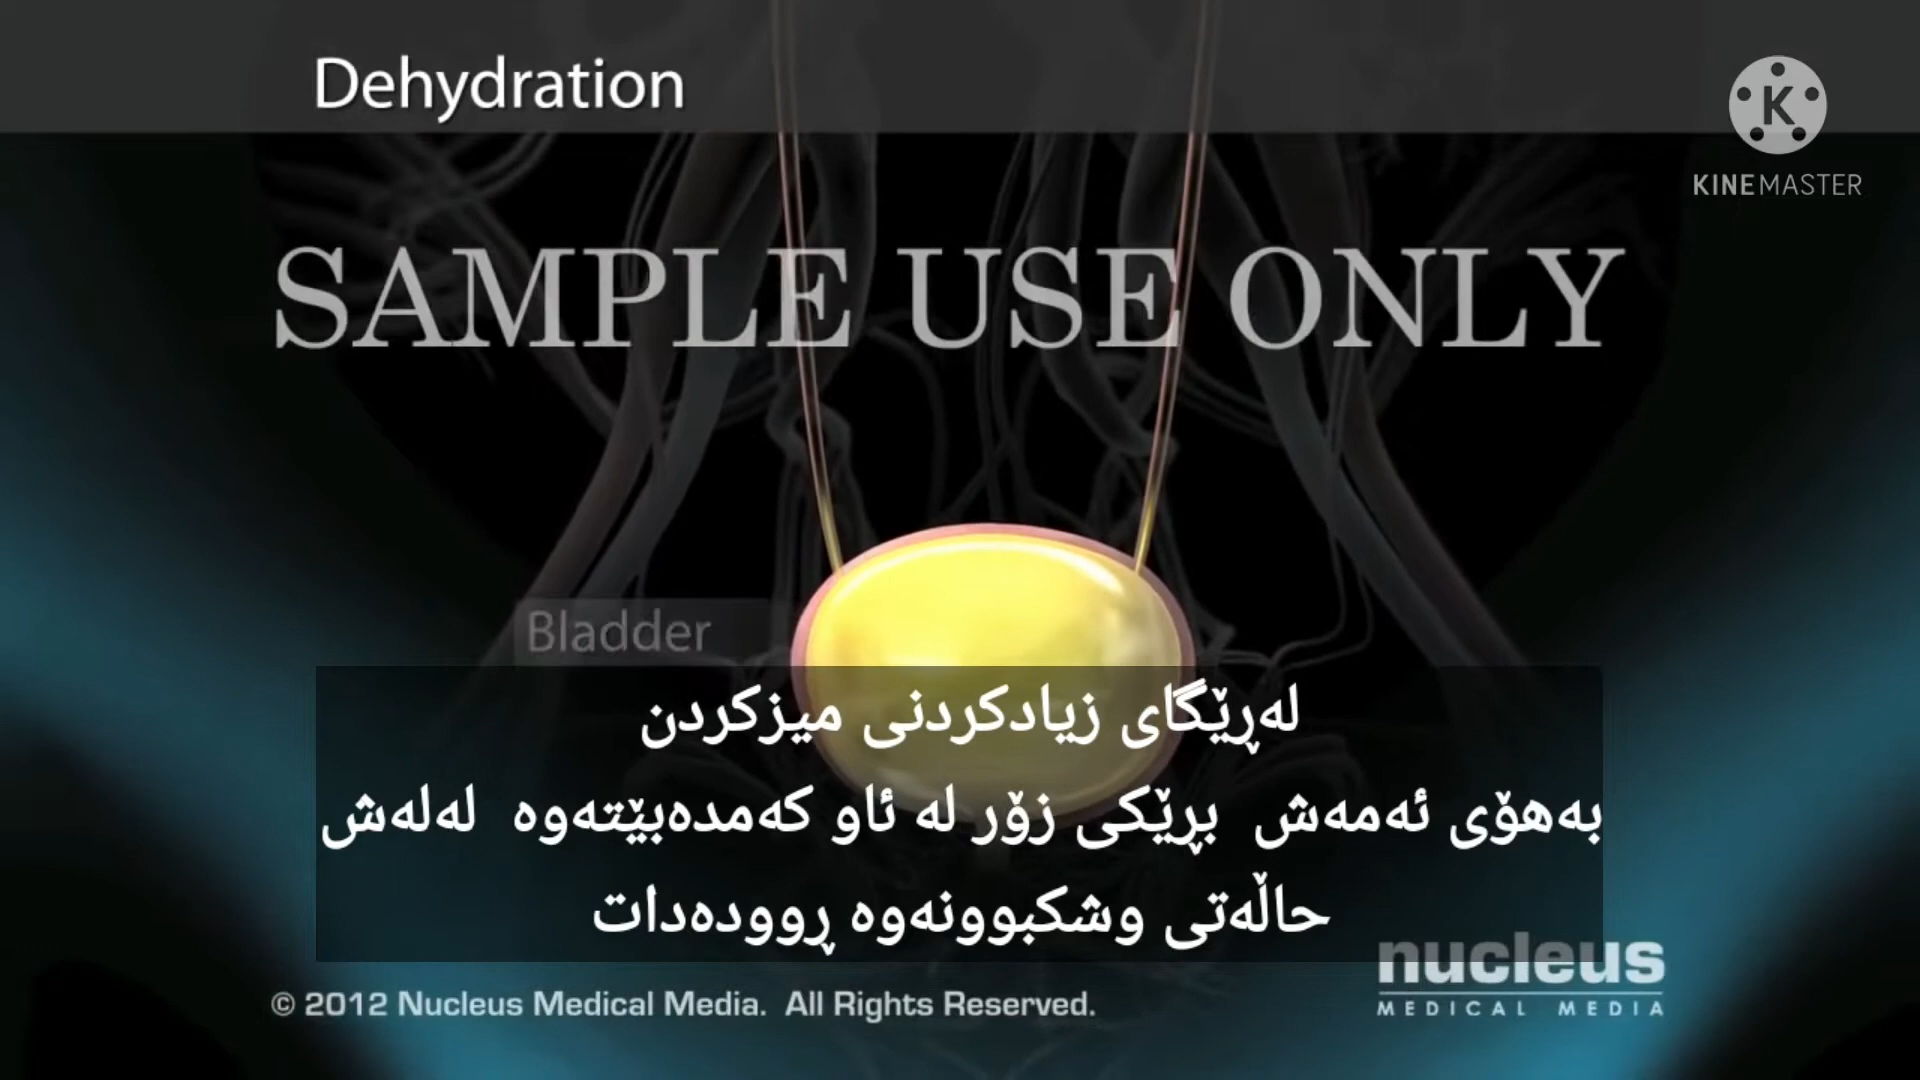 Dehydration
K
KINEMASTER
SAMPLE USE ONLY
Bladder
لەڕێگای زیادکردنی میزکردن
بەهۆی ئەمەش بڕێکی زۆر لە ئاو کەمدەبێتەوە لەلەش
حاڵەتی وشکبوونەوە ڕوودەدات
nucleus
MEDICAL MEDIA
© 2012 Nucleus Medical Media. All Rights Reserved.